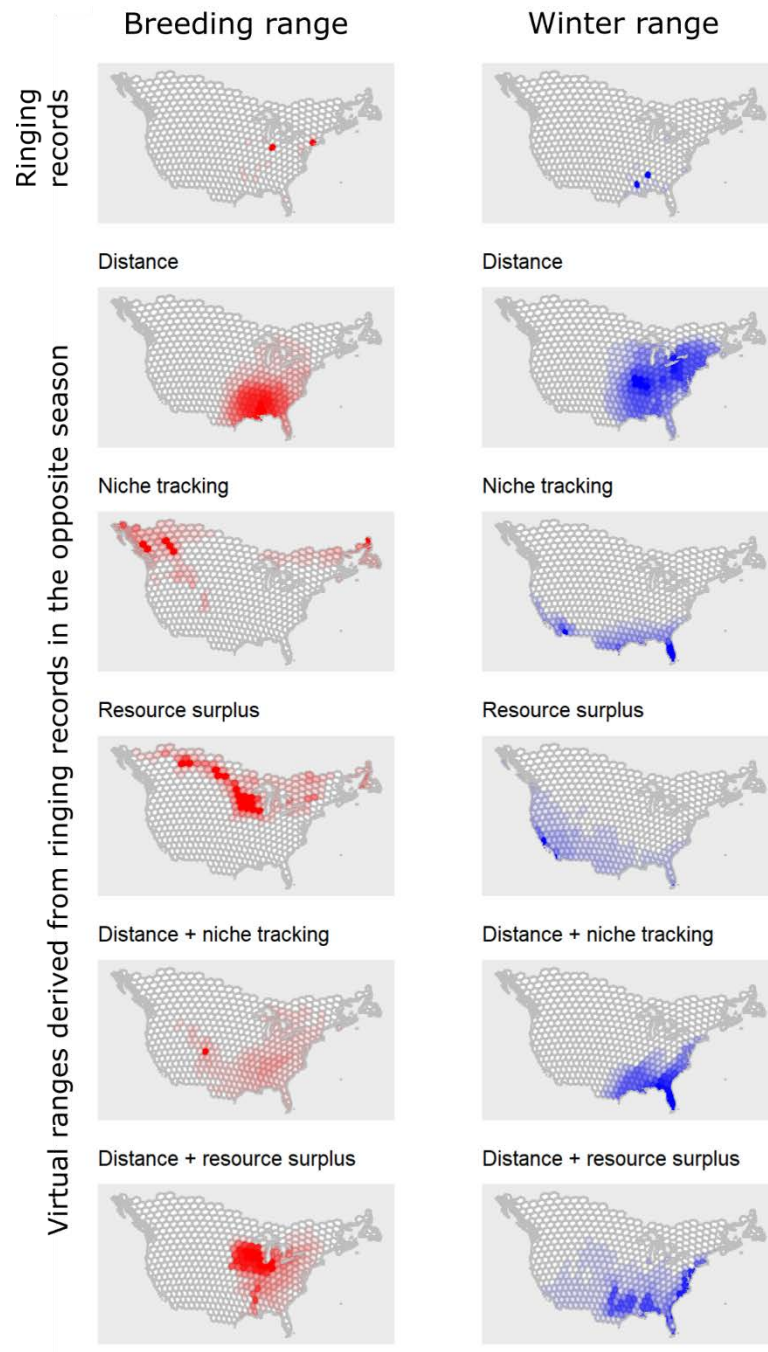 Breeding range
Winter range
Ringing
records
Virtual ranges derived from ringing records in the opposite season
Distance
Distance
Niche tracking
Niche tracking
Resource surplus
Resource surplus
Distance + niche tracking
Distance + niche tracking
Distance + resource surplus
Distance + resource surplus